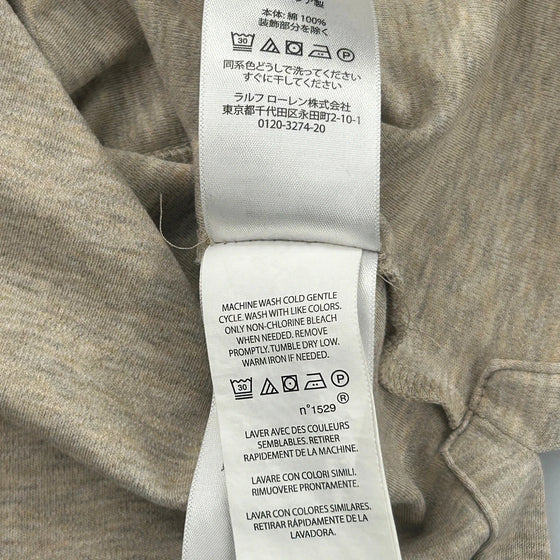 本体: 綿 100%
装飾部分を除く
30 P
同系色どうしで洗ってください
すぐに干してください
ラルフ ローレン株式会社
東京都千代田区永田町2-10-1
0120-3274-20
MACHINE WASH COLD GENTLE
CYCLE. WASH WITH LIKE COLORS.
ONLY NON-CHLORINE BLEACH
WHEN NEEDED. REMOVE
PROMPTLY. TUMBLE DRY LOW.
WARM IRON IF NEEDED.
30 P
n°1529 ®
LAVER AVEC DES COULEURS
SEMBLABLES. RETIRER
RAPIDEMENT DE LA MACHINE.
LAVARE CON COLORI SIMILI.
RIMUOVERE PRONTAMENTE.
LAVAR CON COLORES SIMILARES.
RETIRAR RÁPIDAMENTE DE LA
LAVADORA.